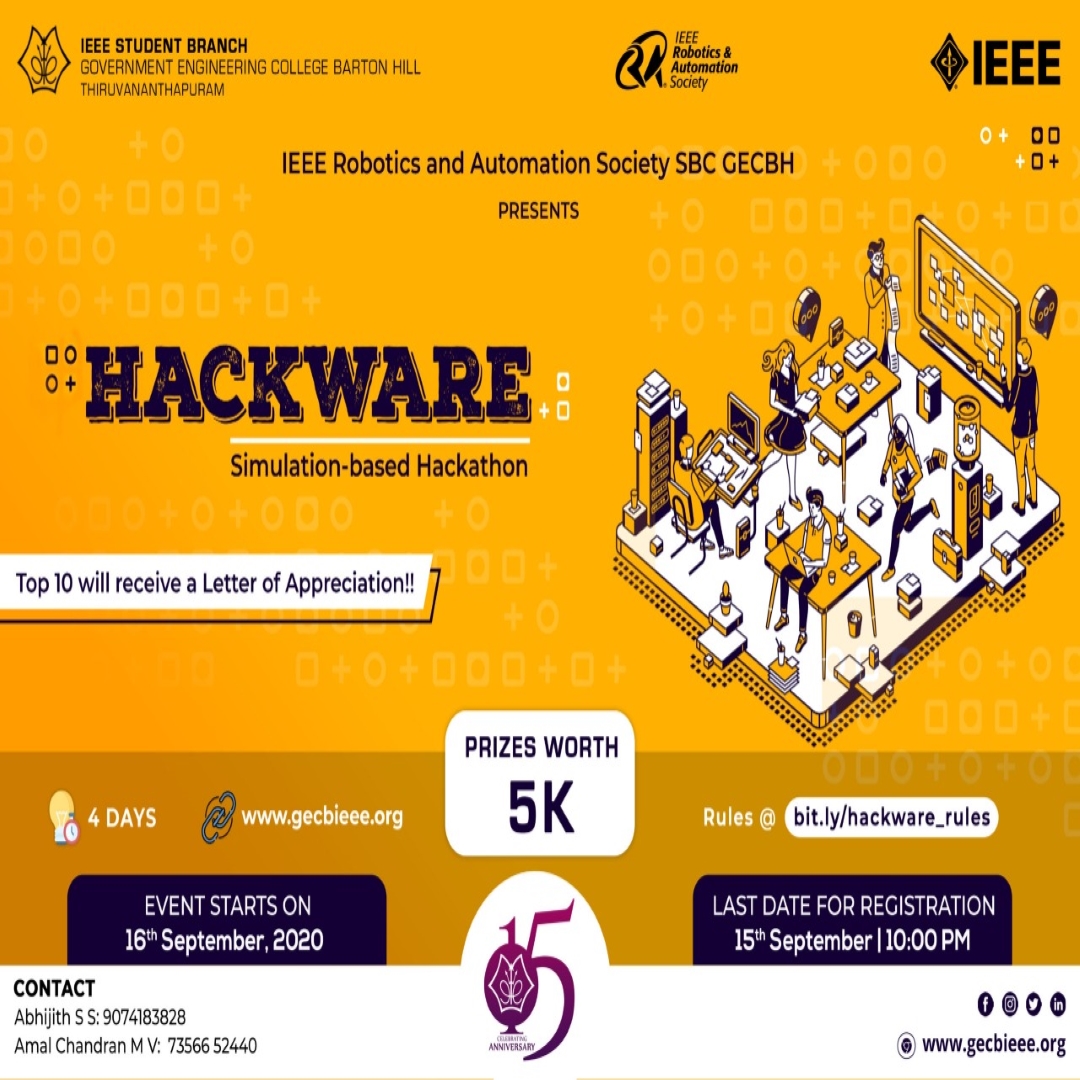 IEEE STUDENT BRANCH
GOVERNMENT ENGINEERING COLLEGE BARTON HILL
THIRUVANANTHAPURAM
IEEE
Robotics &
Automation
Society
IEEE
IEEE Robotics and Automation Society SBC GECBH
PRESENTS
HACKWARE
Simulation-based Hackathon
Top 10 will receive a Letter of Appreciation!!
PRIZES WORTH
5K
4 DAYS
www.gecbieee.org
Rules @ bit.ly/hackware_rules
EVENT STARTS ON
16th September, 2020
LAST DATE FOR REGISTRATION
15th September | 10:00 PM
15
CELEBRATING
ANNIVERSARY
CONTACT
Abhijith S S: 9074183828
Amal Chandran M V: 73566 52440
www.gecbieee.org